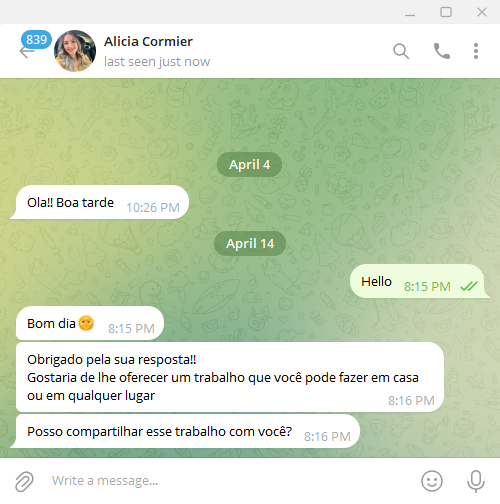 839
Alicia Cormier
last seen just now
April 4
Ola!! Boa tarde 10:26 PM
April 14
Hello 8:15 PM
Bom dia🌞 8:15 PM
Obrigado pela sua resposta!!
Gostaria de lhe oferecer um trabalho que você pode fazer em casa
ou em qualquer lugar 8:16 PM
Posso compartilhar esse trabalho com você? 8:16 PM
Write a message...